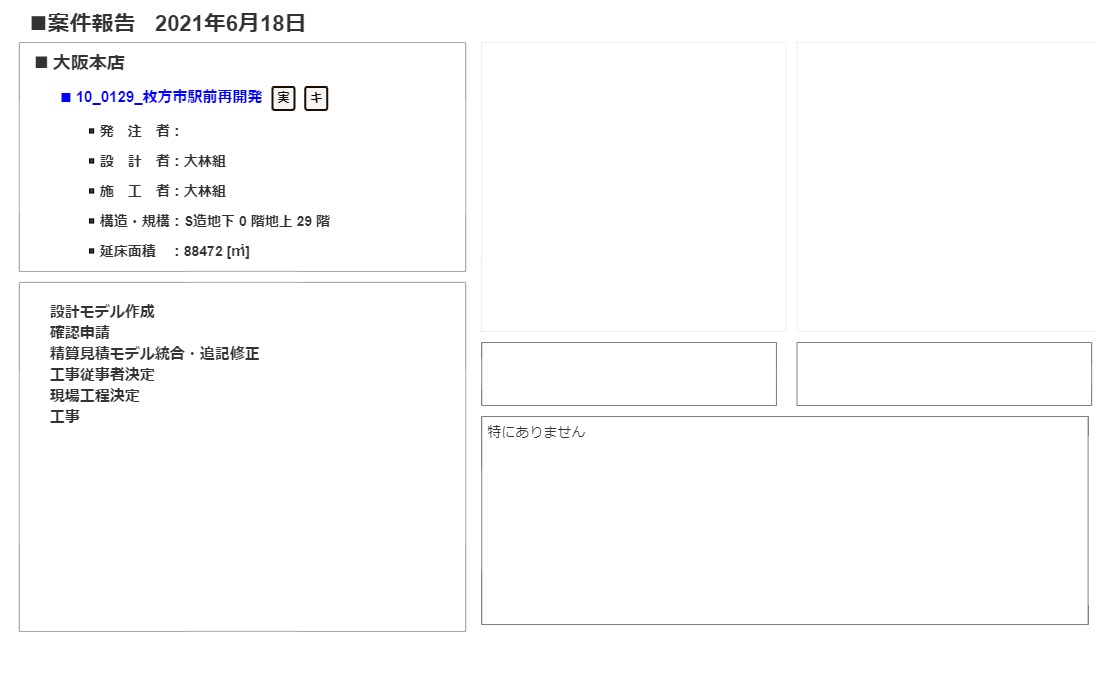 ■案件報告 2021年6月18日
■ 大阪本店
■ 10_0129_枚方市駅前再開発 実 キ
▪ 発 注 者：
▪ 設 計 者：大林組
▪ 施 工 者：大林組
▪ 構造・規構： S造地下 0 階地上 29 階
▪ 延床面積 ：88472 [㎡]
設計モデル作成
確認申請
精算見積モデル統合・追記修正
工事従事者決定
現場工程決定
工事
特にありません